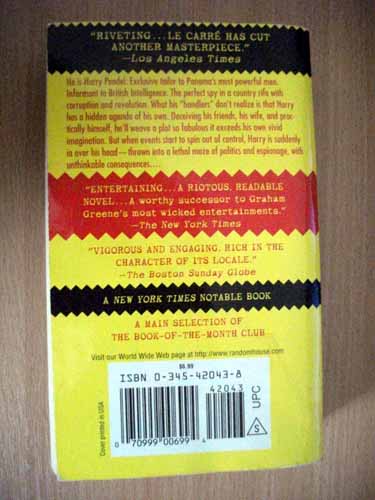 "RIVETING...LE CARRÉ HAS CUT
ANOTHER MASTERPIECE."
—Los Angeles Times
He is Harry Pendel. Exclusive tailor to Panama's most powerful men.
Informant to British Intelligence. The perfect spy in a country rife with
corruption and revolution. What his "handlers" don't realize is that Harry
has a hidden agenda of his own. Deceiving his friends, his wife, and prac-
tically himself, he'll weave a plot so fabulous it exceeds his own vivid
imagination. But when events start to spin out of control, Harry is suddenly
in over his head— thrown into a lethal maze of politics and espionage, with
unthinkable consequences....
"ENTERTAINING...A RIOTOUS, READABLE
NOVEL...A worthy successor to Graham
Greene's most wicked entertainments."
—The New York Times
"VIGOROUS AND ENGAGING, RICH IN THE
CHARACTER OF ITS LOCALE."
—The Boston Sunday Globe
A NEW YORK TIMES NOTABLE BOOK
A MAIN SELECTION OF
THE BOOK-OF-THE-MONTH CLUB
Visit our World Wide Web page at http://www.randomhouse.com/
$6.99
ISBN 0-345-42043-8
42043
0 70999 00699 4
UPC
S
Cover printed in USA